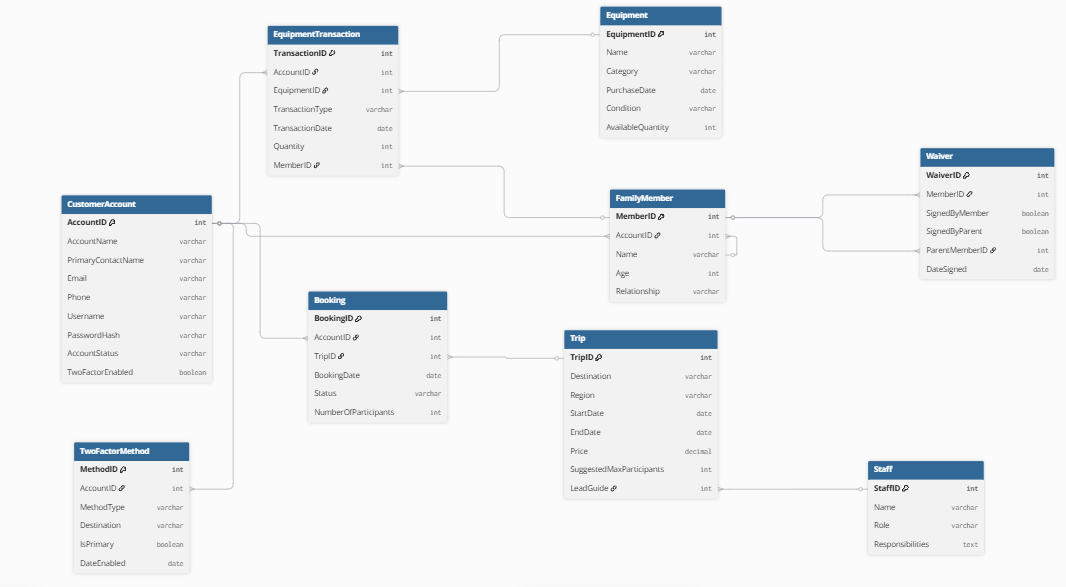 Equipment
EquipmentID int
Name varchar
Category varchar
PurchaseDate date
Condition varchar
AvailableQuantity int
EquipmentTransaction
TransactionID int
AccountID int
EquipmentID int
TransactionType varchar
TransactionDate date
Quantity int
MemberID int
Waiver
WaiverID int
MemberID int
SignedByMember boolean
SignedByParent boolean
ParentMemberID int
DateSigned date
FamilyMember
MemberID int
AccountID int
Name varchar
Age int
Relationship varchar
CustomerAccount
AccountID int
AccountName varchar
PrimaryContactName varchar
Email varchar
Phone varchar
Username varchar
PasswordHash varchar
AccountStatus varchar
TwoFactorEnabled boolean
Booking
BookingID int
AccountID int
TripID int
BookingDate date
Status varchar
NumberOfParticipants int
Trip
TripID int
Destination varchar
Region varchar
StartDate date
EndDate date
Price decimal
SuggestedMaxParticipants int
LeadGuide int
TwoFactorMethod
MethodID int
AccountID int
MethodType varchar
Destination varchar
IsPrimary boolean
DateEnabled date
Staff
StaffID int
Name varchar
Role varchar
Responsibilities text